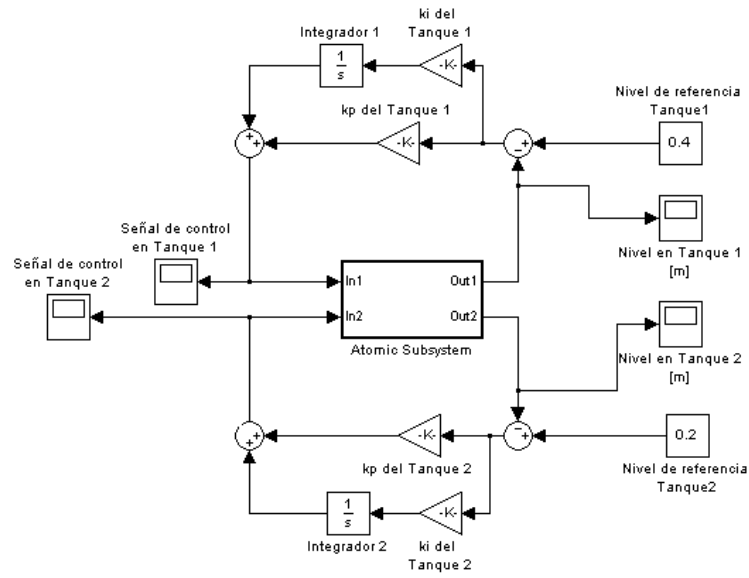 ki del
Tanque 1
Integrador 1
1
s
-K-
kp del Tanque 1
-K-
Nivel de referencia
Tanque1
0.4
Señal de control
en Tanque 1
Nivel en Tanque 1
[m]
Señal de control
en Tanque 2
In1
Out1
In2
Out2
Atomic Subsystem
Nivel en Tanque 2
[m]
-K-
kp del Tanque 2
0.2
Nivel de referencia
Tanque2
1
s
Integrador 2
-K-
ki del
Tanque 2